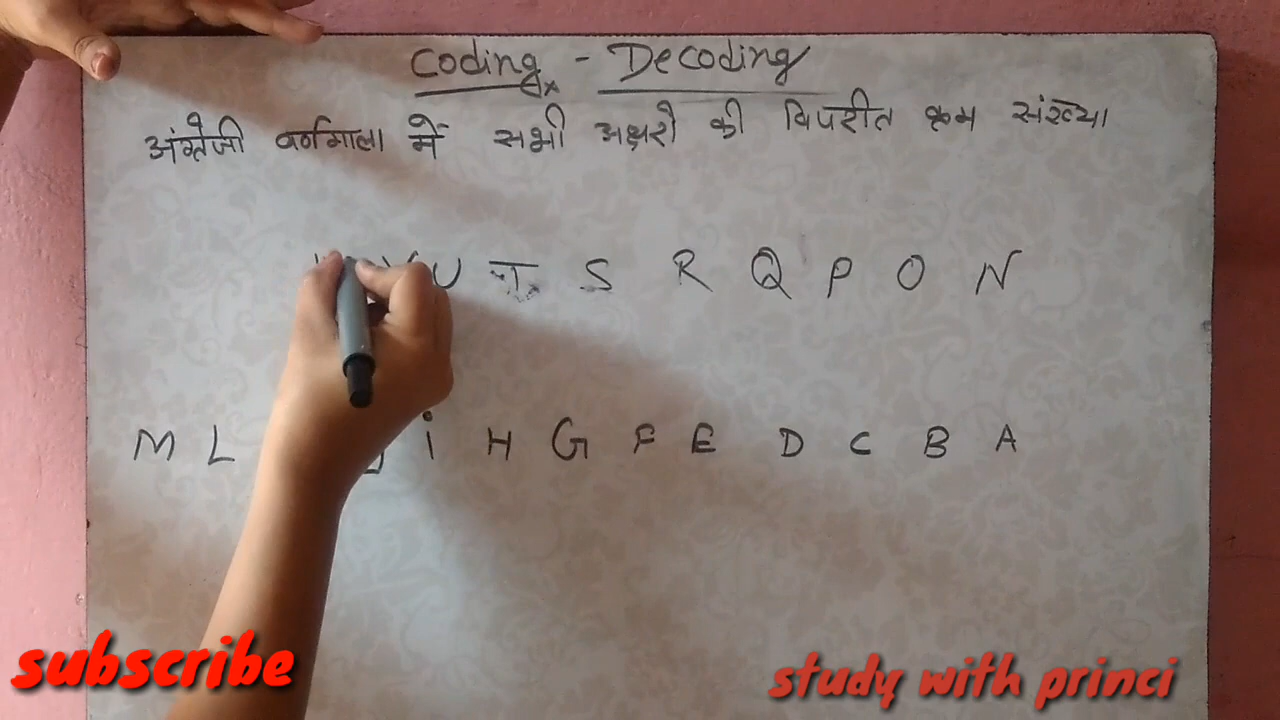 Coding - Decoding
अंग्रेजी वर्णमाला में सभी अक्षरों की विपरीत क्रम संख्या
V U T S R Q P O N
M L J i H G F E D C B A
subscribe
study with princi